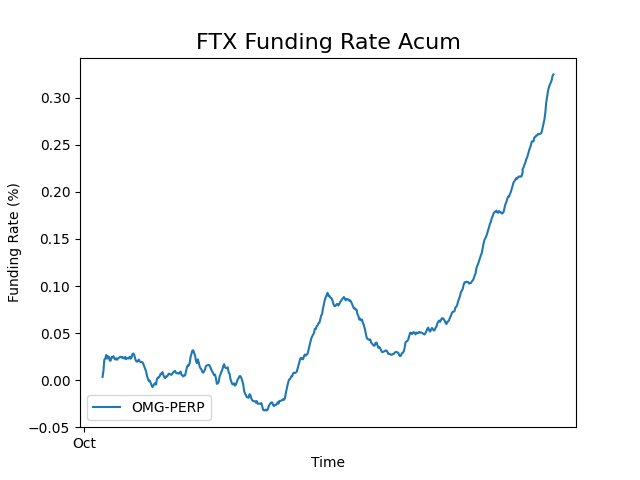 FTX Funding Rate Acum
Funding Rate (%)
0.30
0.25
0.20
0.15
0.10
0.05
0.00
−0.05
OMG-PERP
Oct
Time